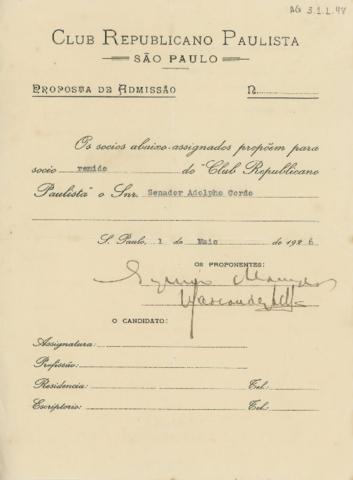 AG 3.1.1.48
CLUB REPUBLICANO PAULISTA
SÃO PAULO
PROPOSTA DE ADMISSÃO N.
Os socios abaixo-assignados propõem para
socio remido do "Club Republicano
Paulista" o Snr. Senador Adolpho Gordo
S. Paulo, 1 de Maio de 1926
OS PROPONENTES:
O CANDIDATO:
Assignatura:
Profissão:
Residencia: Tel.
Escriptorio: Tel.